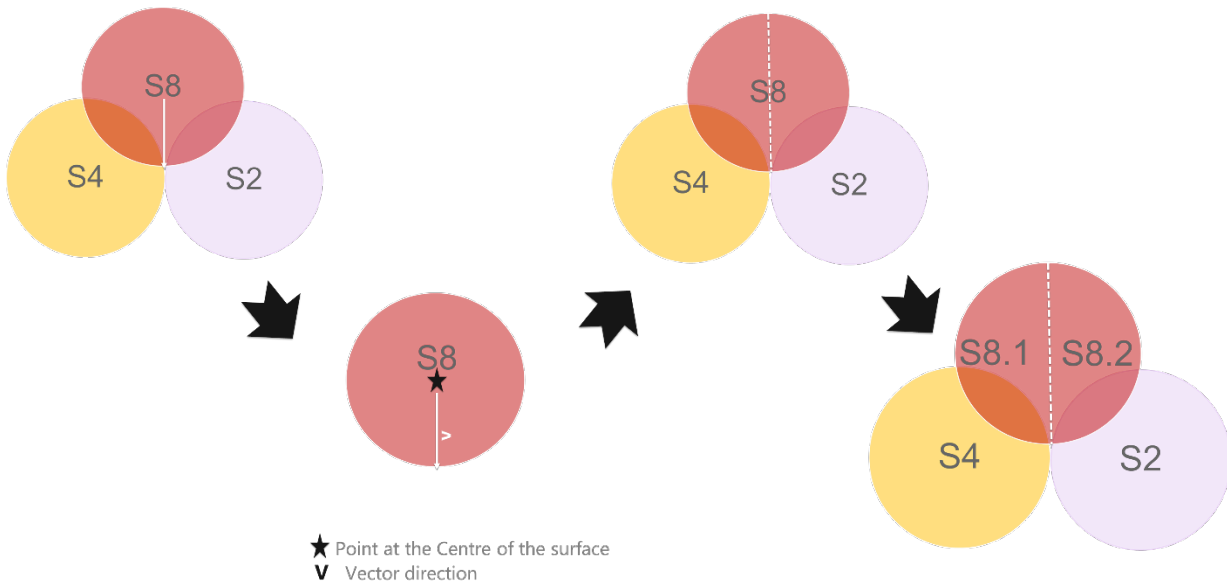 S8
S4
S2
S8
v
S8
S4
S2
S8.1
S8.2
S4
S2
Point at the Centre of the surface
V Vector direction